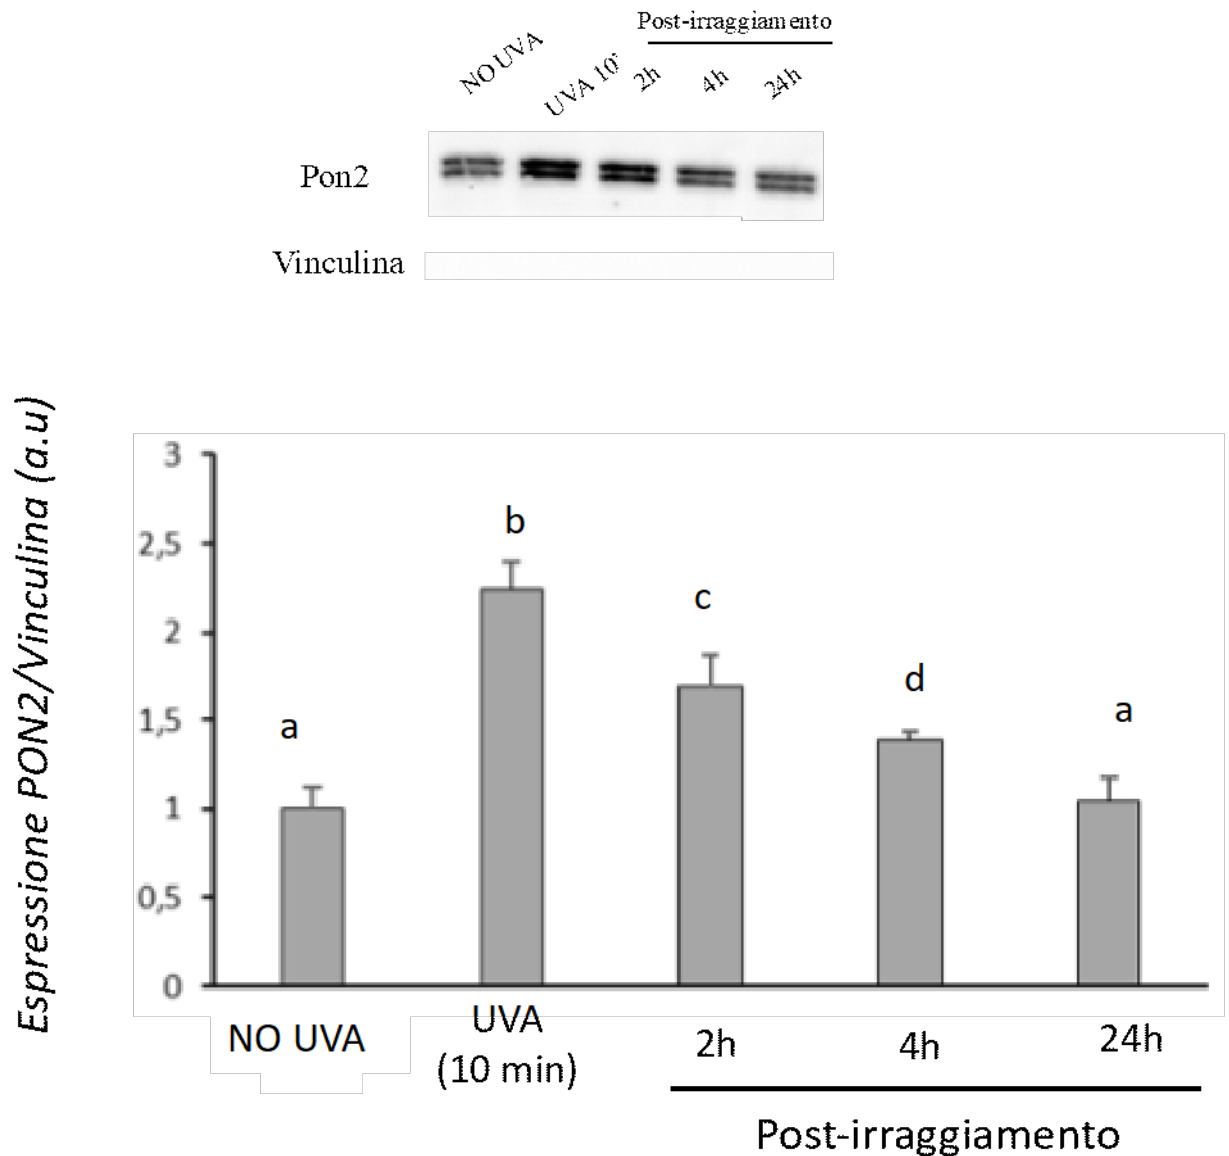 Post-irraggiamento
NO UVA
UVA 10'
2h
4h
24h
Pon2
Vinculina
Espressione PON2/Vinculina (a.u)
3
2,5
2
1,5
1
0,5
0
a
b
c
d
a
NO UVA
UVA
(10 min)
2h
4h
24h
Post-irraggiamento